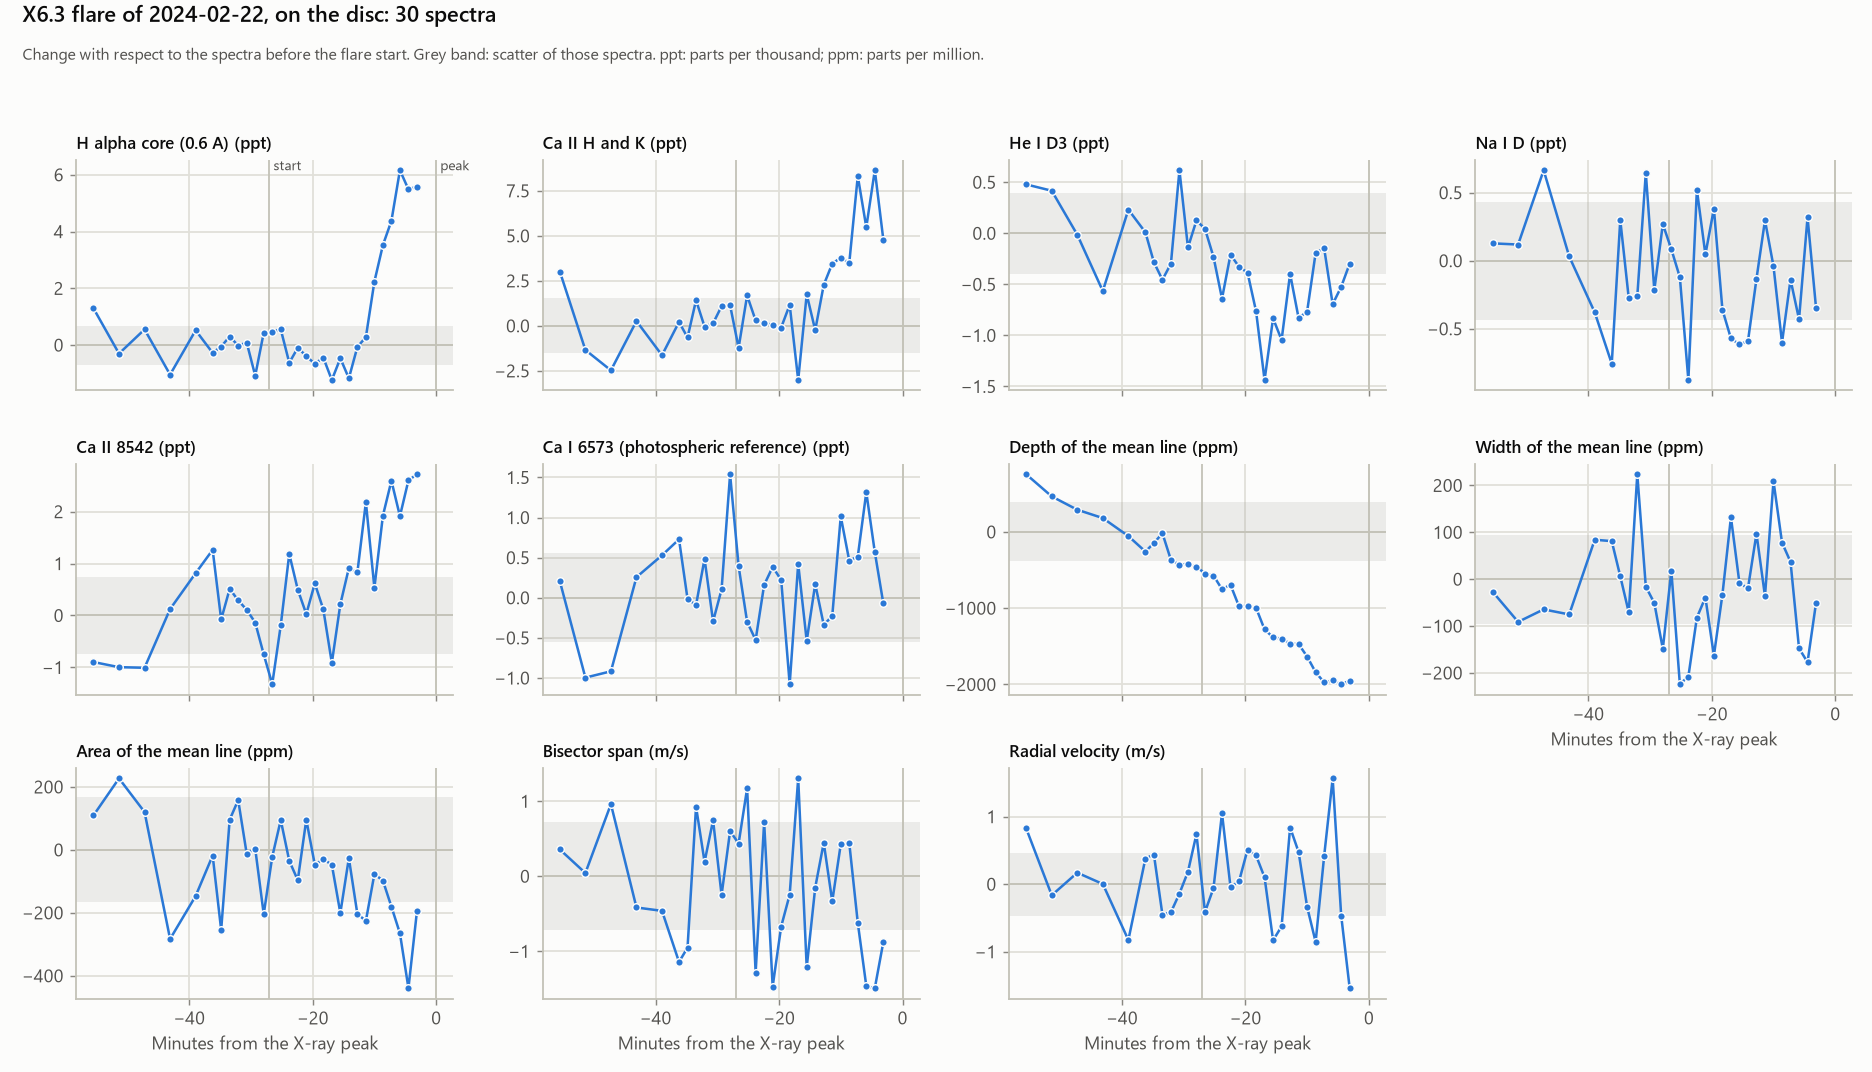 X6.3 flare of 2024-02-22, on the disc: 30 spectra
Change with respect to the spectra before the flare start. Grey band: scatter of those spectra. ppt: parts per thousand; ppm: parts per million.
H alpha core (0.6 A) (ppt)
start
peak
6
4
2
0
Ca II H and K (ppt)
7.5
5.0
2.5
0.0
−2.5
He I D3 (ppt)
0.5
0.0
−0.5
−1.0
−1.5
Na I D (ppt)
0.5
0.0
−0.5
Ca II 8542 (ppt)
2
1
0
−1
Ca I 6573 (photospheric reference) (ppt)
1.5
1.0
0.5
0.0
−0.5
−1.0
Depth of the mean line (ppm)
0
−1000
−2000
Width of the mean line (ppm)
200
100
0
−100
−200
−40 −20 0
Minutes from the X-ray peak
Area of the mean line (ppm)
200
0
−200
−400
−40 −20 0
Minutes from the X-ray peak
Bisector span (m/s)
1
0
−1
−40 −20 0
Minutes from the X-ray peak
Radial velocity (m/s)
1
0
−1
−40 −20 0
Minutes from the X-ray peak